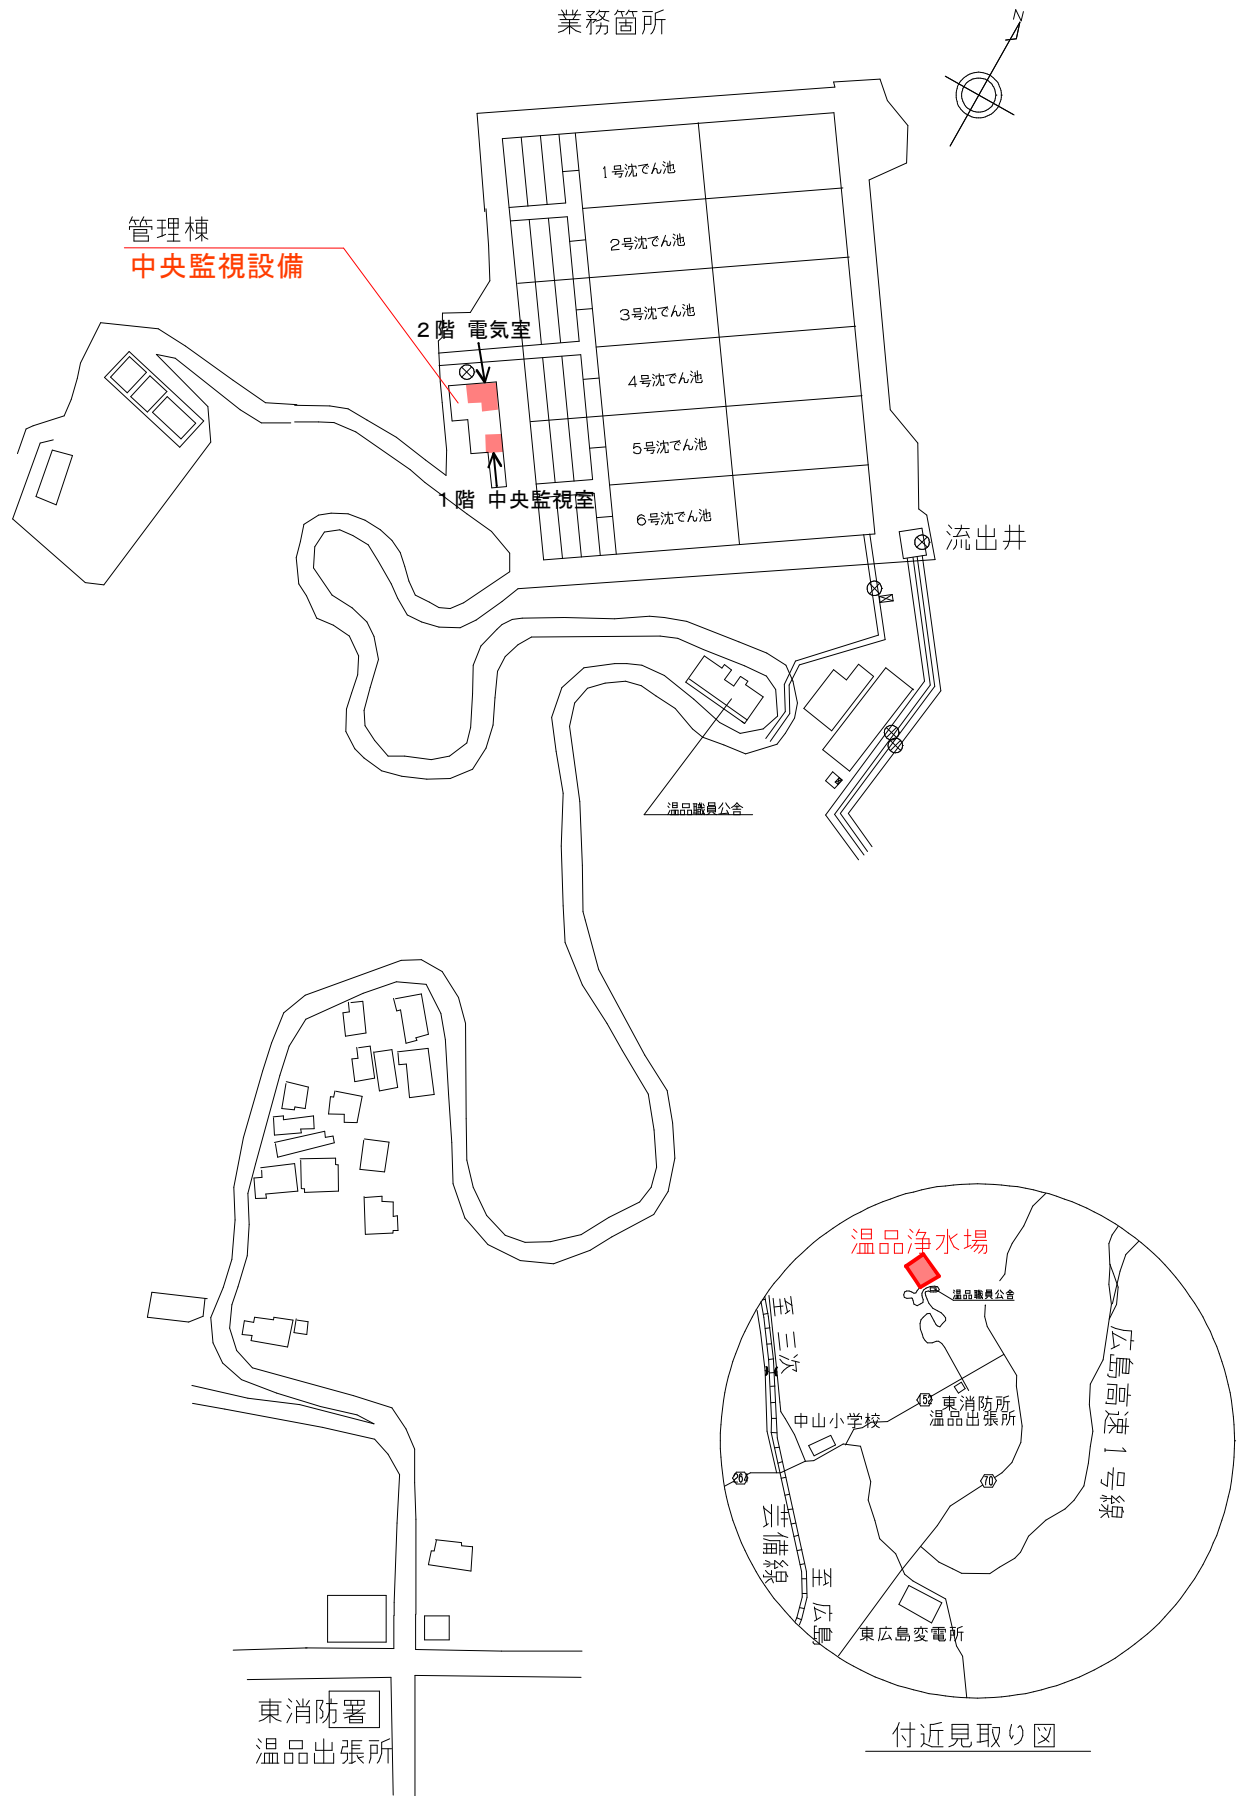 業務箇所
N
管理棟
中央監視設備
1号沈でん池
2号沈でん池
3号沈でん池
2階 電気室
4号沈でん池
5号沈でん池
1階 中央監視室
6号沈でん池
流出井
温品職員公舎
温品浄水場
温品職員公舎
至 三次
広島高速1号線
152
東消防所
温品出張所
中山小学校
264
70
芸備線
至 広島
東広島変電所
東消防署
温品出張所
付近見取り図